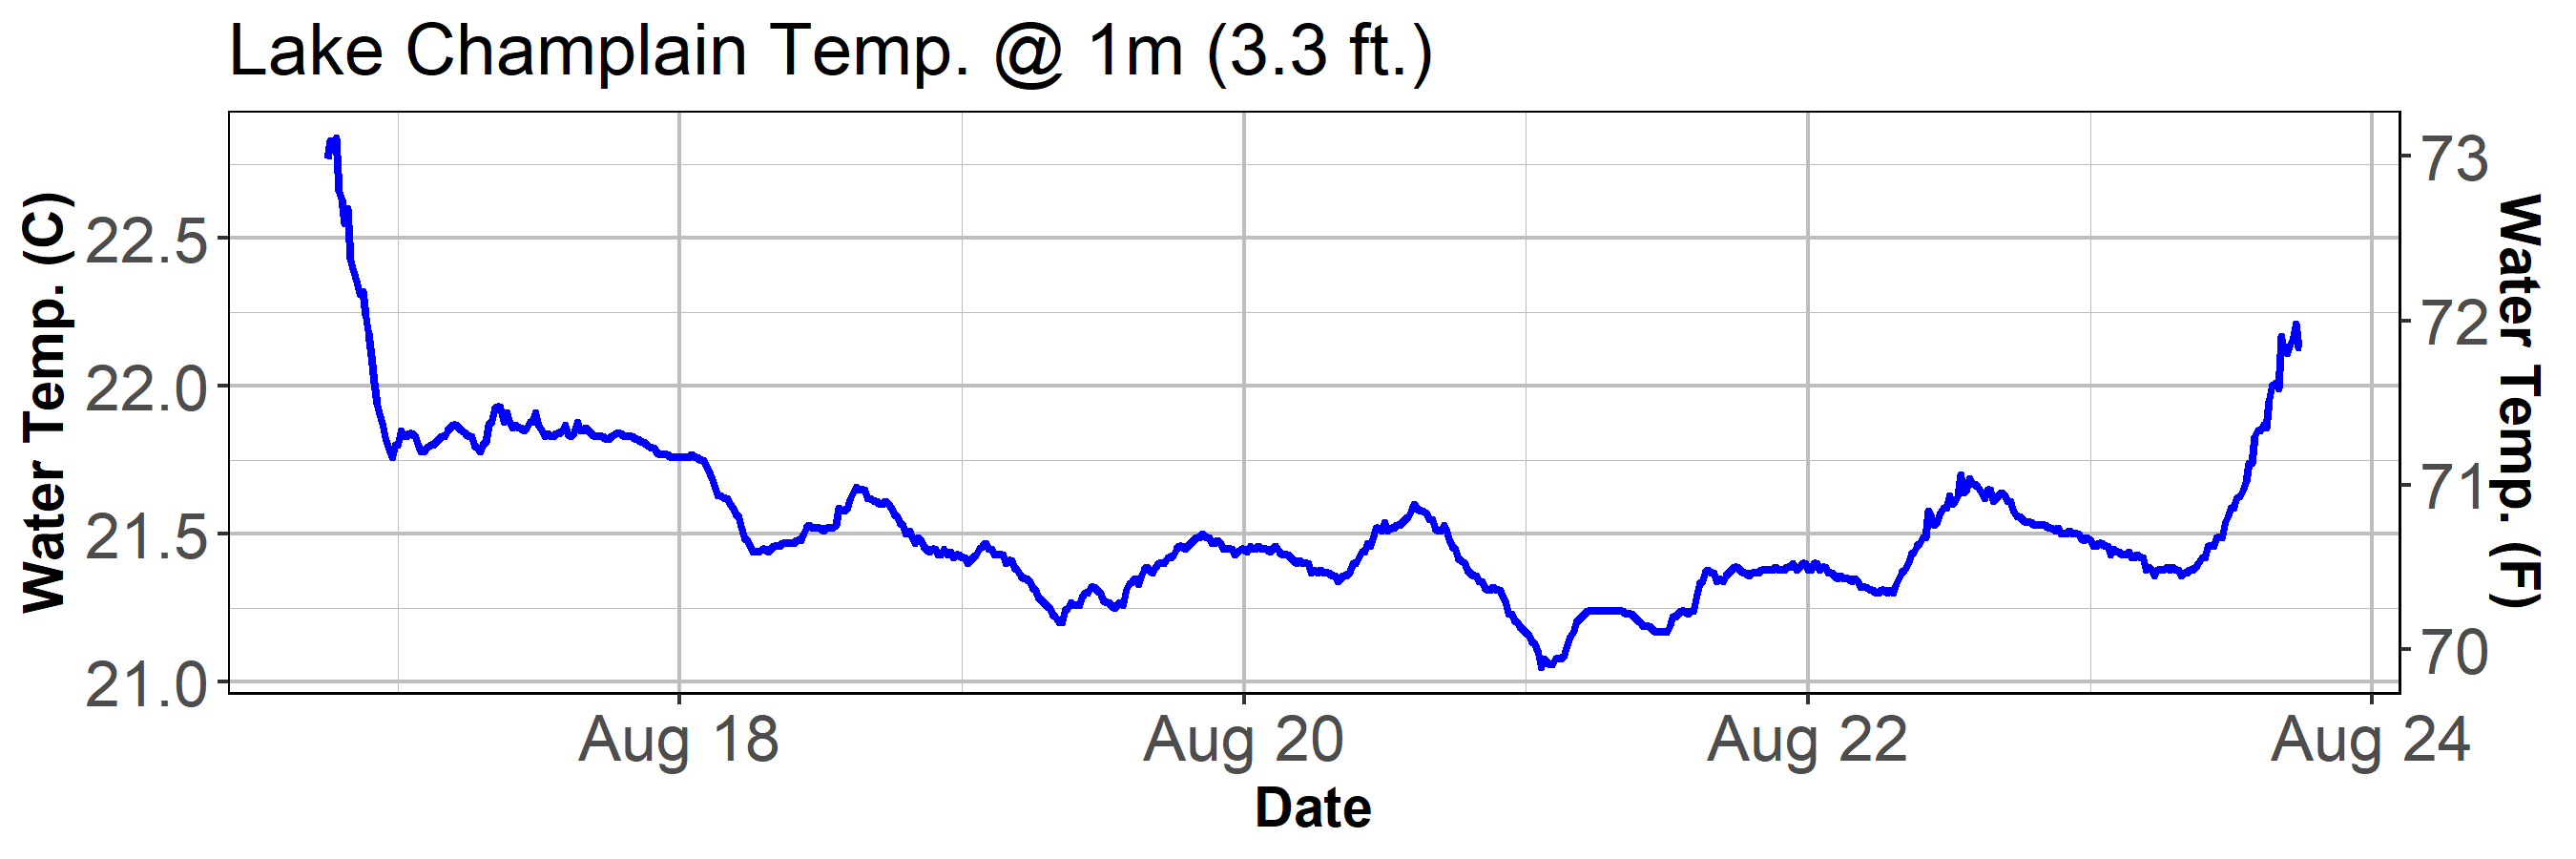 Lake Champlain Temp. @ 1m (3.3 ft.)
Water Temp. (C)
22.5
22.0
21.5
21.0
73
72
71
70
Water Temp. (F)
Aug 18
Aug 20
Aug 22
Aug 24
Date